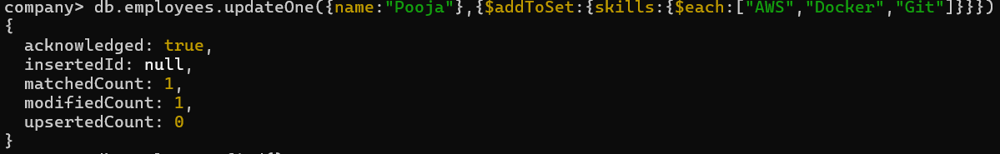 company> db.employees.updateOne({name:"Pooja"},{$addToSet:{skills:{$each:["AWS","Docker","Git"]}}})
{
  acknowledged: true,
  insertedId: null,
  matchedCount: 1,
  modifiedCount: 1,
  upsertedCount: 0
}